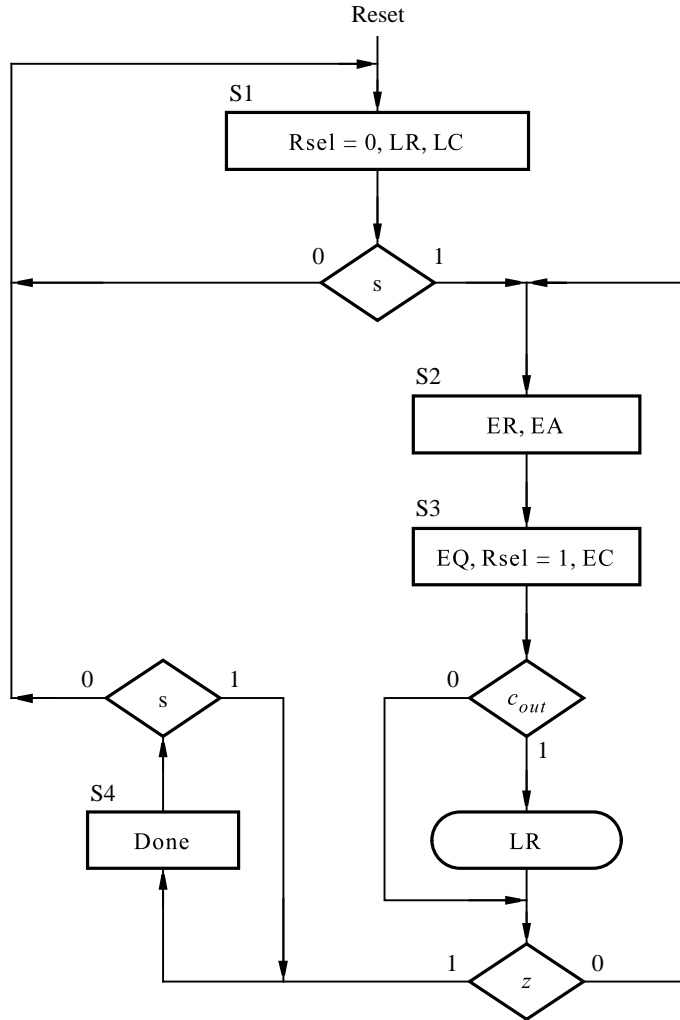 Reset
S1
Rsel = 0, LR, LC
0
1
s
S2
ER, EA
S3
EQ, Rsel = 1, EC
0
1
s
0
c_out
1
S4
Done
LR
1
0
z